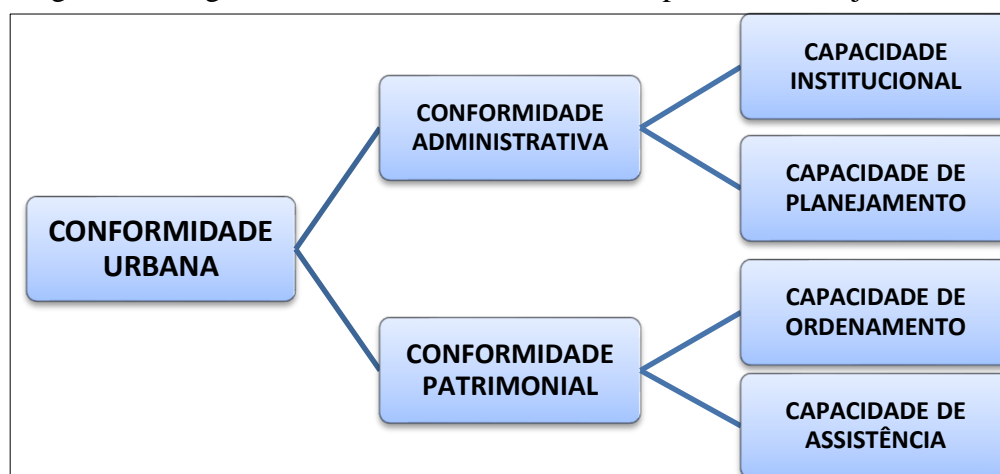 CONFORMIDADE
URBANA
CONFORMIDADE
ADMINISTRATIVA
CAPACIDADE
INSTITUCIONAL
CAPACIDADE DE
PLANEJAMENTO
CONFORMIDADE
PATRIMONIAL
CAPACIDADE DE
ORDENAMENTO
CAPACIDADE DE
ASSISTÊNCIA